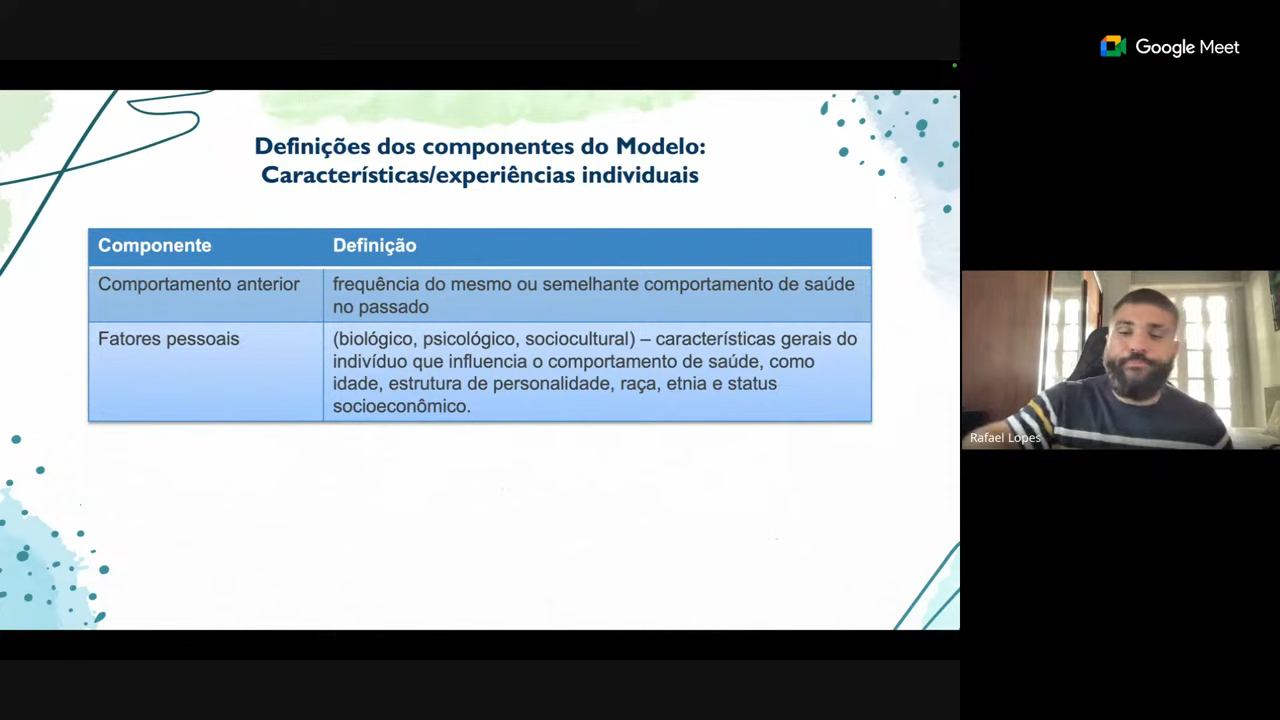 Google Meet
Definições dos componentes do Modelo:
Características/experiências individuais
Componente
Definição
Comportamento anterior
frequência do mesmo ou semelhante comportamento de saúde
no passado
Fatores pessoais
(biológico, psicológico, sociocultural) – características gerais do
indivíduo que influencia o comportamento de saúde, como
idade, estrutura de personalidade, raça, etnia e status
socioeconômico.
Rafael Lopes